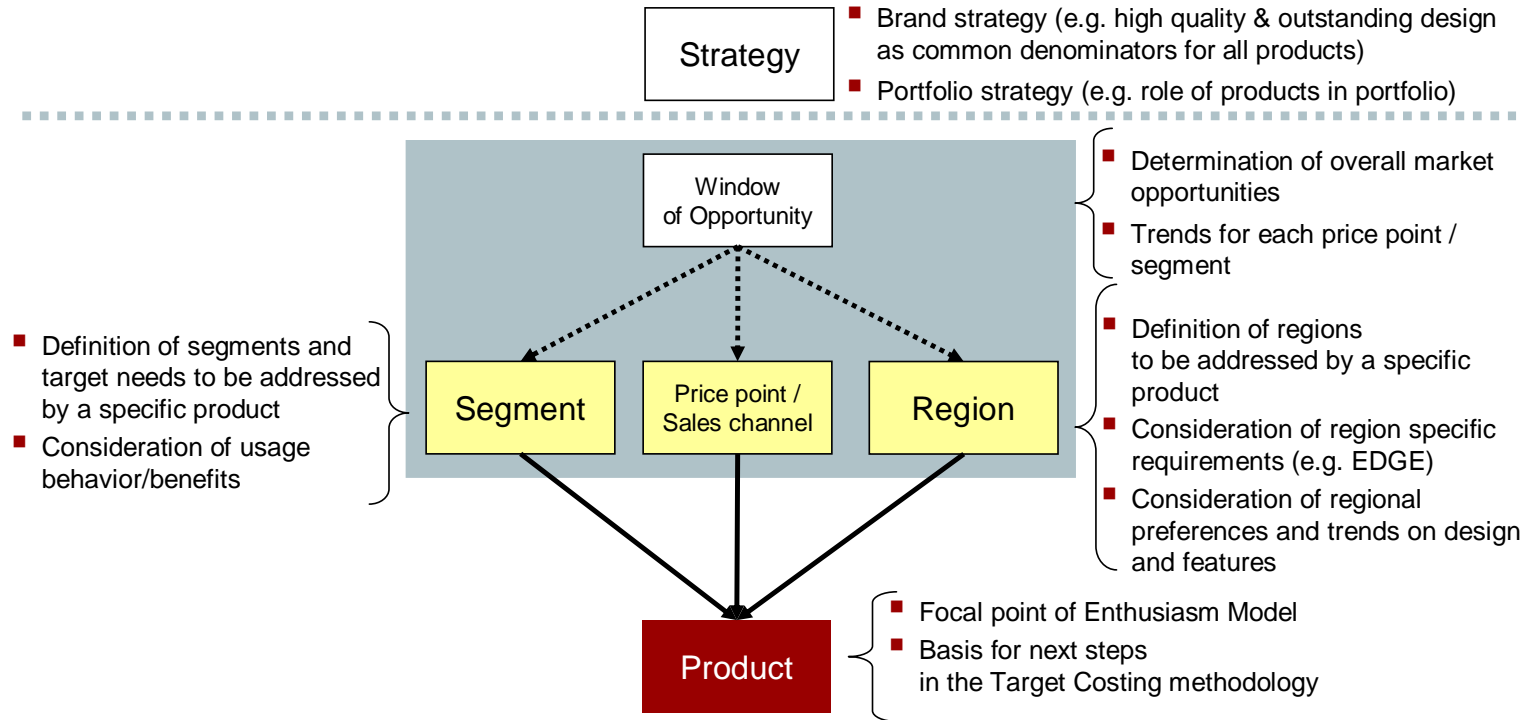 Strategy
Brand strategy (e.g. high quality & outstanding design
as common denominators for all products)
Portfolio strategy (e.g. role of products in portfolio)
Window
of Opportunity
Determination of overall market
opportunities
Trends for each price point /
segment
Definition of segments and
target needs to be addressed
by a specific product
Consideration of usage
behavior/benefits
Segment
Price point /
Sales channel
Region
Definition of regions
to be addressed by a specific
product
Consideration of region specific
requirements (e.g. EDGE)
Consideration of regional
preferences and trends on design
and features
Product
Focal point of Enthusiasm Model
Basis for next steps
in the Target Costing methodology